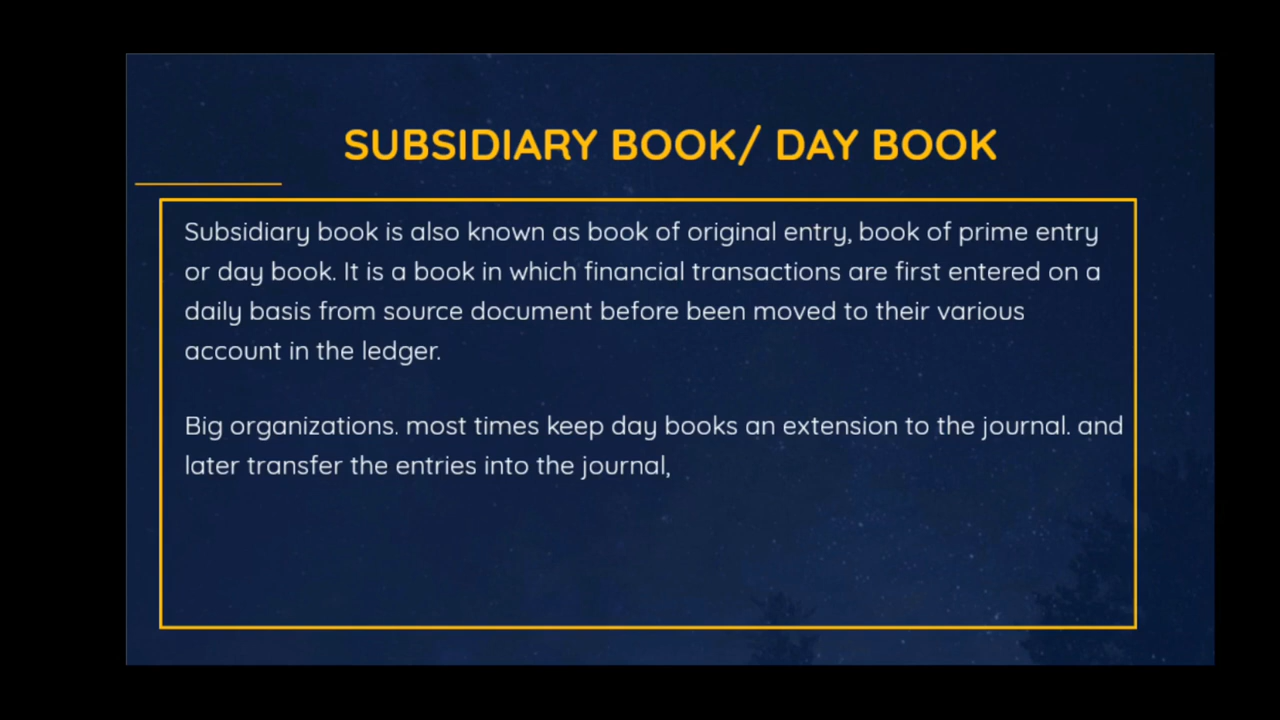 SUBSIDIARY BOOK/ DAY BOOK
Subsidiary book is also known as book of original entry, book of prime entry
or day book. It is a book in which financial transactions are first entered on a
daily basis from source document before been moved to their various
account in the ledger.
Big organizations. most times keep day books an extension to the journal. and
later transfer the entries into the journal,